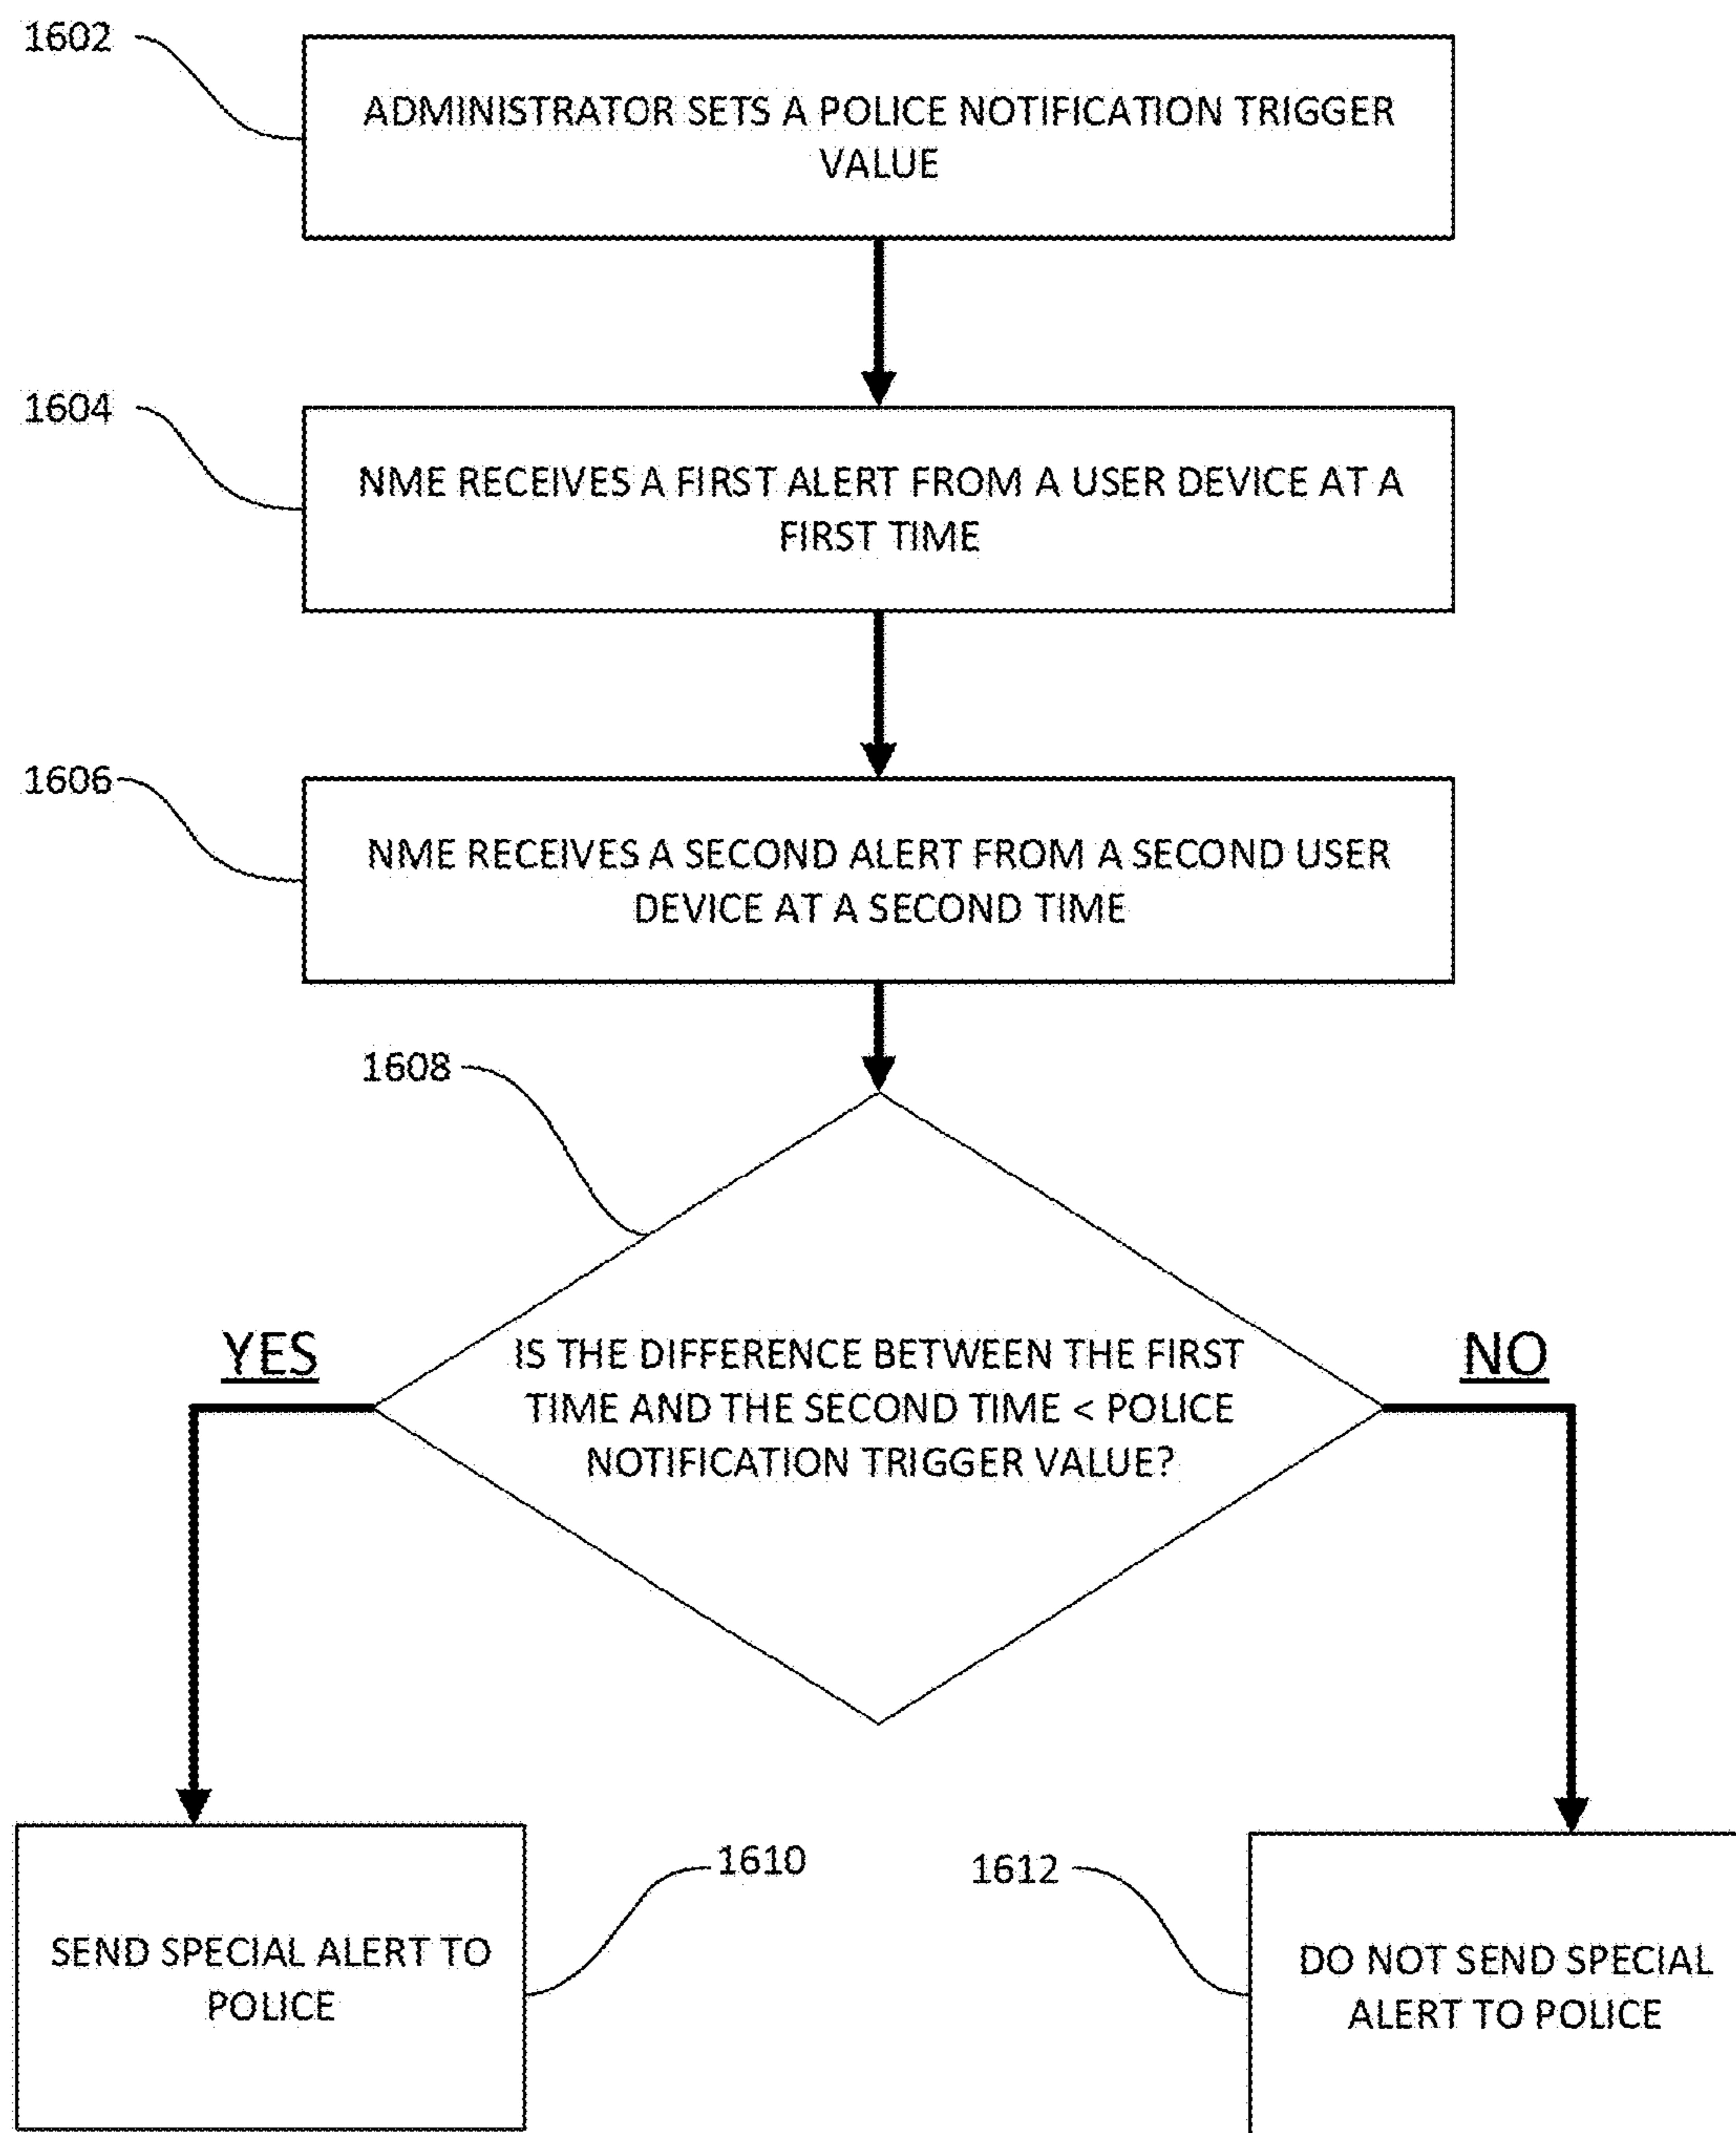 1602
ADMINISTRATOR SETS A POLICE NOTIFICATION TRIGGER
VALUE
1604
NME RECEIVES A FIRST ALERT FROM A USER DEVICE AT A
FIRST TIME
1606
NME RECEIVES A SECOND ALERT FROM A SECOND USER
DEVICE AT A SECOND TIME
1608
YES
NO
IS THE DIFFERENCE BETWEEN THE FIRST
TIME AND THE SECOND TIME < POLICE
NOTIFICATION TRIGGER VALUE?
1610
SEND SPECIAL ALERT TO
POLICE
1612
DO NOT SEND SPECIAL
ALERT TO POLICE